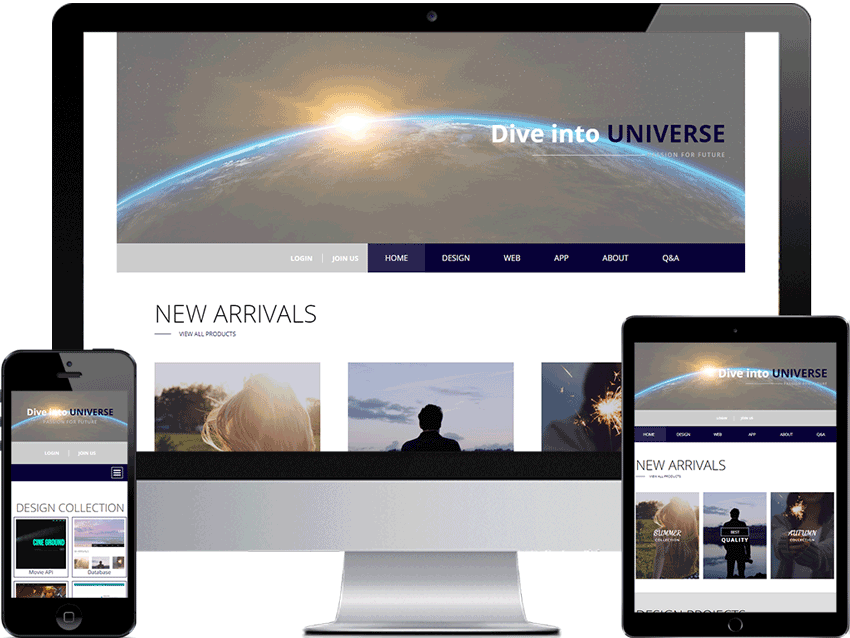 Dive into UNIVERSE
PASSION FOR FUTURE
LOGIN | JOIN US
HOME DESIGN WEB APP ABOUT Q&A
NEW ARRIVALS
VIEW ALL PRODUCTS
Dive into UNIVERSE
PASSION FOR FUTURE
LOGIN | JOIN US
DESIGN COLLECTION
CINE GROUND
Movie API
Database
Dive into UNIVERSE
PASSION FOR FUTURE
LOGIN | JOIN US
HOME DESIGN WEB APP ABOUT Q&A
NEW ARRIVALS
VIEW ALL PRODUCTS
SUMMER
COLLECTION
BEST
QUALITY
AUTUMN
COLLECTION
DESIGN PROJECTS